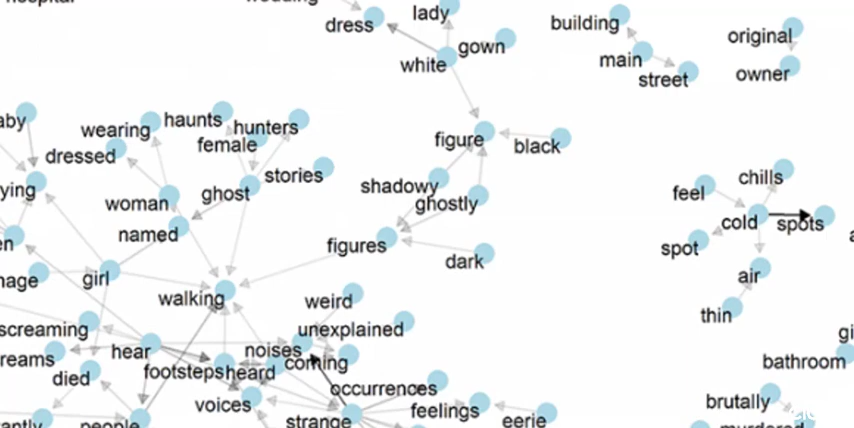 lady
dress
building
gown
original
white
main
owner
street
haunts
wearing
hunters
female
figure
black
dressed
stories
chills
shadowy
ghost
feel
woman
ghostly
cold
spots
named
figures
spot
dark
girl
air
walking
weird
thin
screaming
unexplained
hear
noises
coming
bathroom
footsteps
heard
died
occurrences
voices
brutally
feelings
strange
eerie
people
murdered